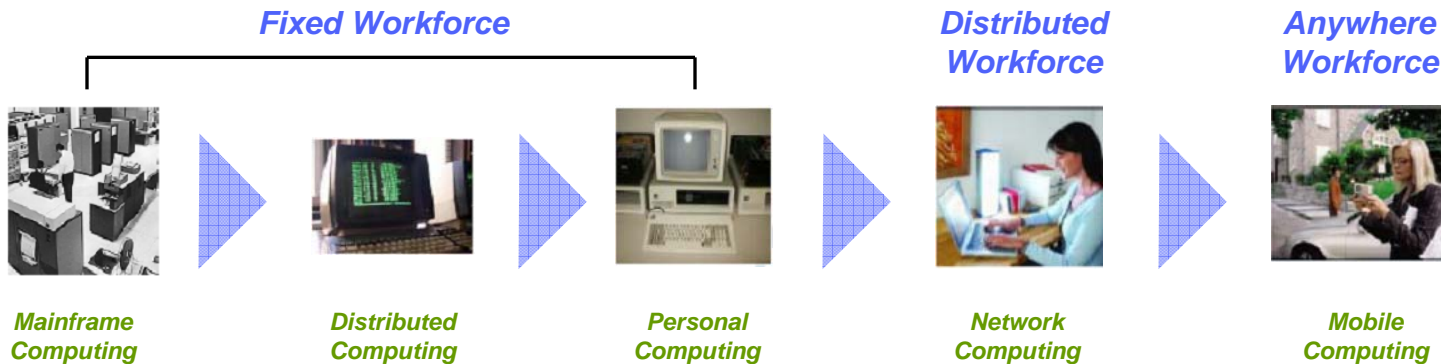 Fixed Workforce
Distributed
Workforce
Anywhere
Workforce
Mainframe
Computing
Distributed
Computing
Personal
Computing
Network
Computing
Mobile
Computing